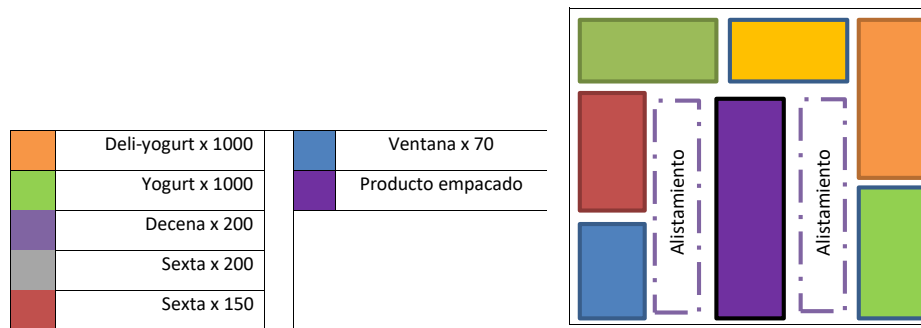 Deli-yogurt x 1000
Ventana x 70
Yogurt x 1000
Producto empacado
Decena x 200
Sexta x 200
Sexta x 150
Alistamiento
Alistamiento